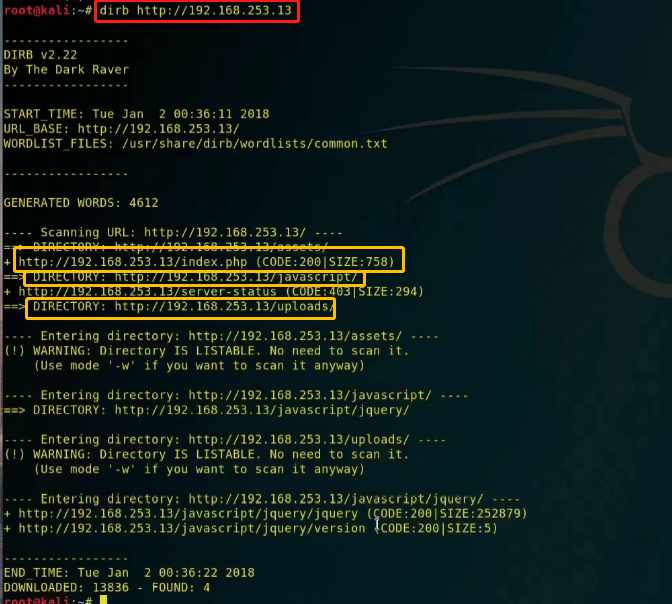 root@kali:~# dirb http://192.168.253.13
-----------------
DIRB v2.22
By The Dark Raver
-----------------
START_TIME: Tue Jan  2 00:36:11 2018
URL_BASE: http://192.168.253.13/
WORDLIST_FILES: /usr/share/dirb/wordlists/common.txt
-----------------
GENERATED WORDS: 4612
---- Scanning URL: http://192.168.253.13/ ----
==> DIRECTORY: http://192.168.253.13/assets/
+ http://192.168.253.13/index.php (CODE:200|SIZE:758)
==> DIRECTORY: http://192.168.253.13/javascript/
+ http://192.168.253.13/server-status (CODE:403|SIZE:294)
==> DIRECTORY: http://192.168.253.13/uploads/
---- Entering directory: http://192.168.253.13/assets/ ----
(!) WARNING: Directory IS LISTABLE. No need to scan it.
    (Use mode '-w' if you want to scan it anyway)
---- Entering directory: http://192.168.253.13/javascript/ ----
==> DIRECTORY: http://192.168.253.13/javascript/jquery/
---- Entering directory: http://192.168.253.13/uploads/ ----
(!) WARNING: Directory IS LISTABLE. No need to scan it.
    (Use mode '-w' if you want to scan it anyway)
---- Entering directory: http://192.168.253.13/javascript/jquery/ ----
+ http://192.168.253.13/javascript/jquery/jquery (CODE:200|SIZE:252879)
+ http://192.168.253.13/javascript/jquery/version (CODE:200|SIZE:5)
-----------------
END_TIME: Tue Jan  2 00:36:22 2018
DOWNLOADED: 13836 - FOUND: 4
root@kali:~#